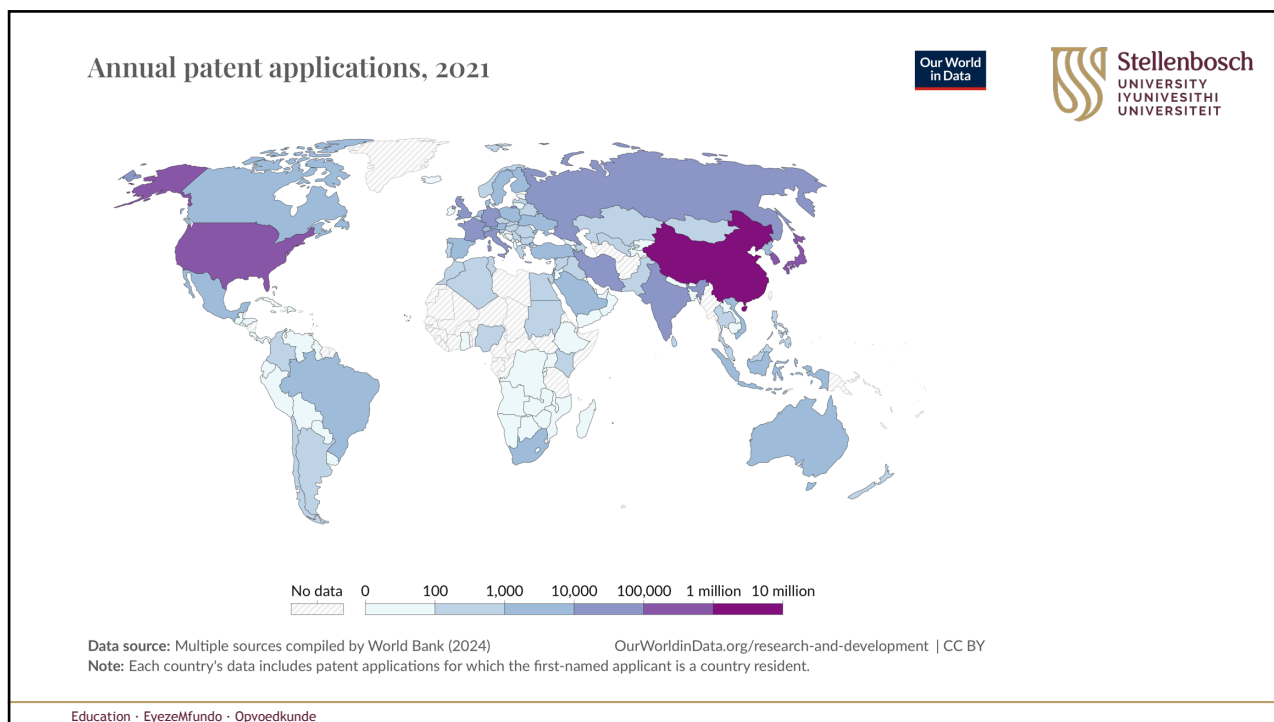 Annual patent applications, 2021
Our World
in Data
Stellenbosch
UNIVERSITY
IYUNIVESITHI
UNIVERSITEIT
No data 0 100 1,000 10,000 100,000 1 million 10 million
Data source: Multiple sources compiled by World Bank (2024) OurWorldinData.org/research-and-development | CC BY
Note: Each country's data includes patent applications for which the first-named applicant is a country resident.
Education · EyezeMfundo · Opvoedkunde